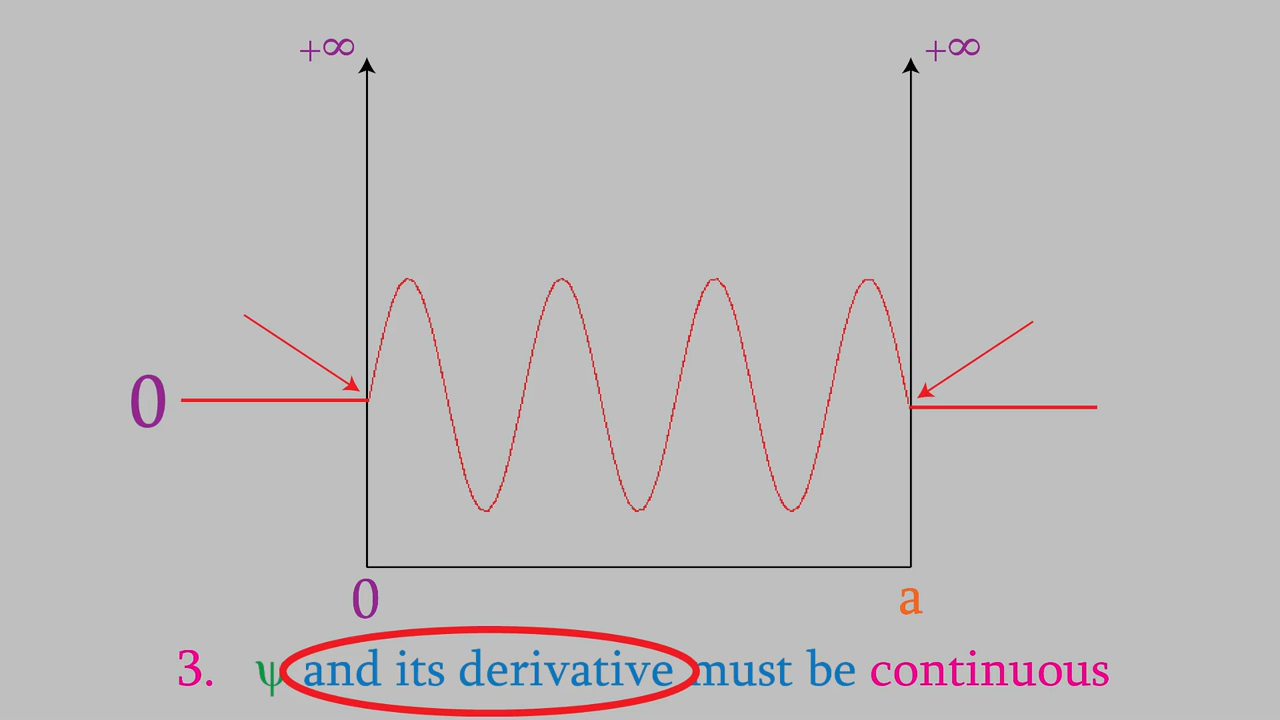 +∞ +∞
0
0 a
3. ψ and its derivative must be continuous